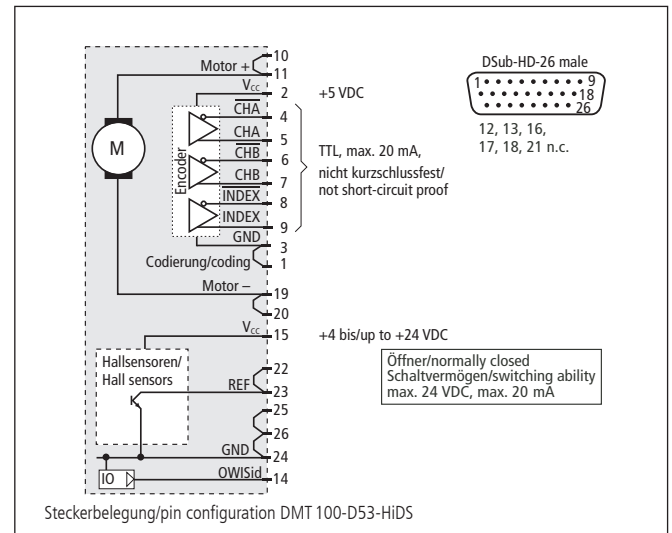 10
Motor +
11
DSub-HD-26 male
VCC
2
+5 VDC
1
9
18
26
CHA
4
CHA
5
12, 13, 16,
17, 18, 21 n.c.
M
Encoder
CHB
6
TTL, max. 20 mA,
nicht kurzschlussfest/
not short-circuit proof
CHB
7
INDEX
8
INDEX
9
GND
3
Codierung/coding
1
Motor –
19
20
VCC
15
+4 bis/up to +24 VDC
Hallsensoren/
Hall sensors
Öffner/normally closed
Schaltvermögen/switching ability
max. 24 VDC, max. 20 mA
22
REF
23
25
26
GND
24
IO
OWISid
14
Steckerbelegung/pin configuration DMT 100-D53-HiDS